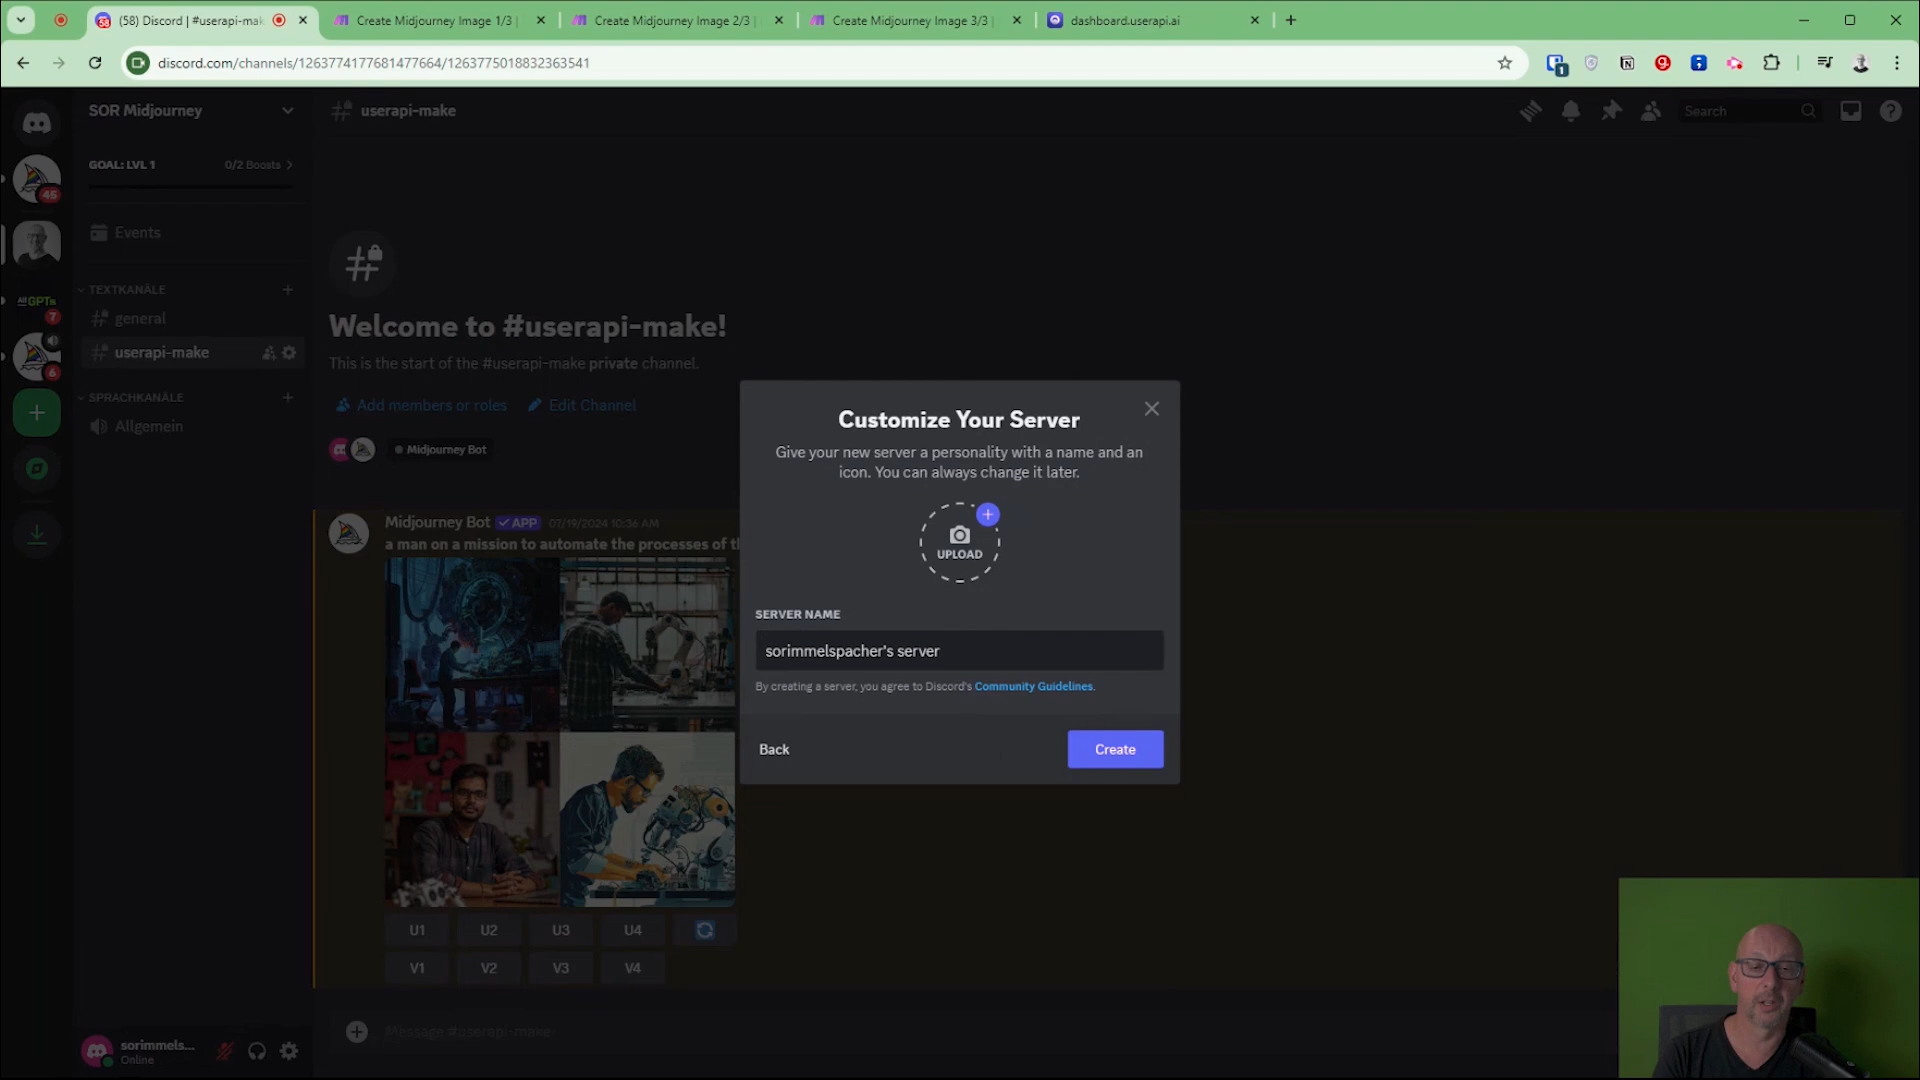 (58) Discord | #userapi-mak
Create Midjourney Image 1/3 |
Create Midjourney Image 2/3 |
Create Midjourney Image 3/3 |
dashboard.userapi.ai
discord.com/channels/1263774177681477664/1263775018832363541
1
SOR Midjourney
userapi-make
Search
GOAL: LVL 1
0/2 Boosts
45
Events
TEXTKANÄLE
general
userapi-make
AllGPTs
7
6
SPRACHKANÄLE
Allgemein
Welcome to #userapi-make!
This is the start of the #userapi-make private channel.
Add members or roles
Edit Channel
Midjourney Bot
Midjourney Bot APP 07/19/2024 10:36 AM
a man on a mission to automate the processes of th
U1 U2 U3 U4
V1 V2 V3 V4
Message #userapi-make
sorimmels...
Online
Customize Your Server
Give your new server a personality with a name and an
icon. You can always change it later.
UPLOAD
SERVER NAME
sorimmelspacher's server
By creating a server, you agree to Discord's Community Guidelines.
Back
Create